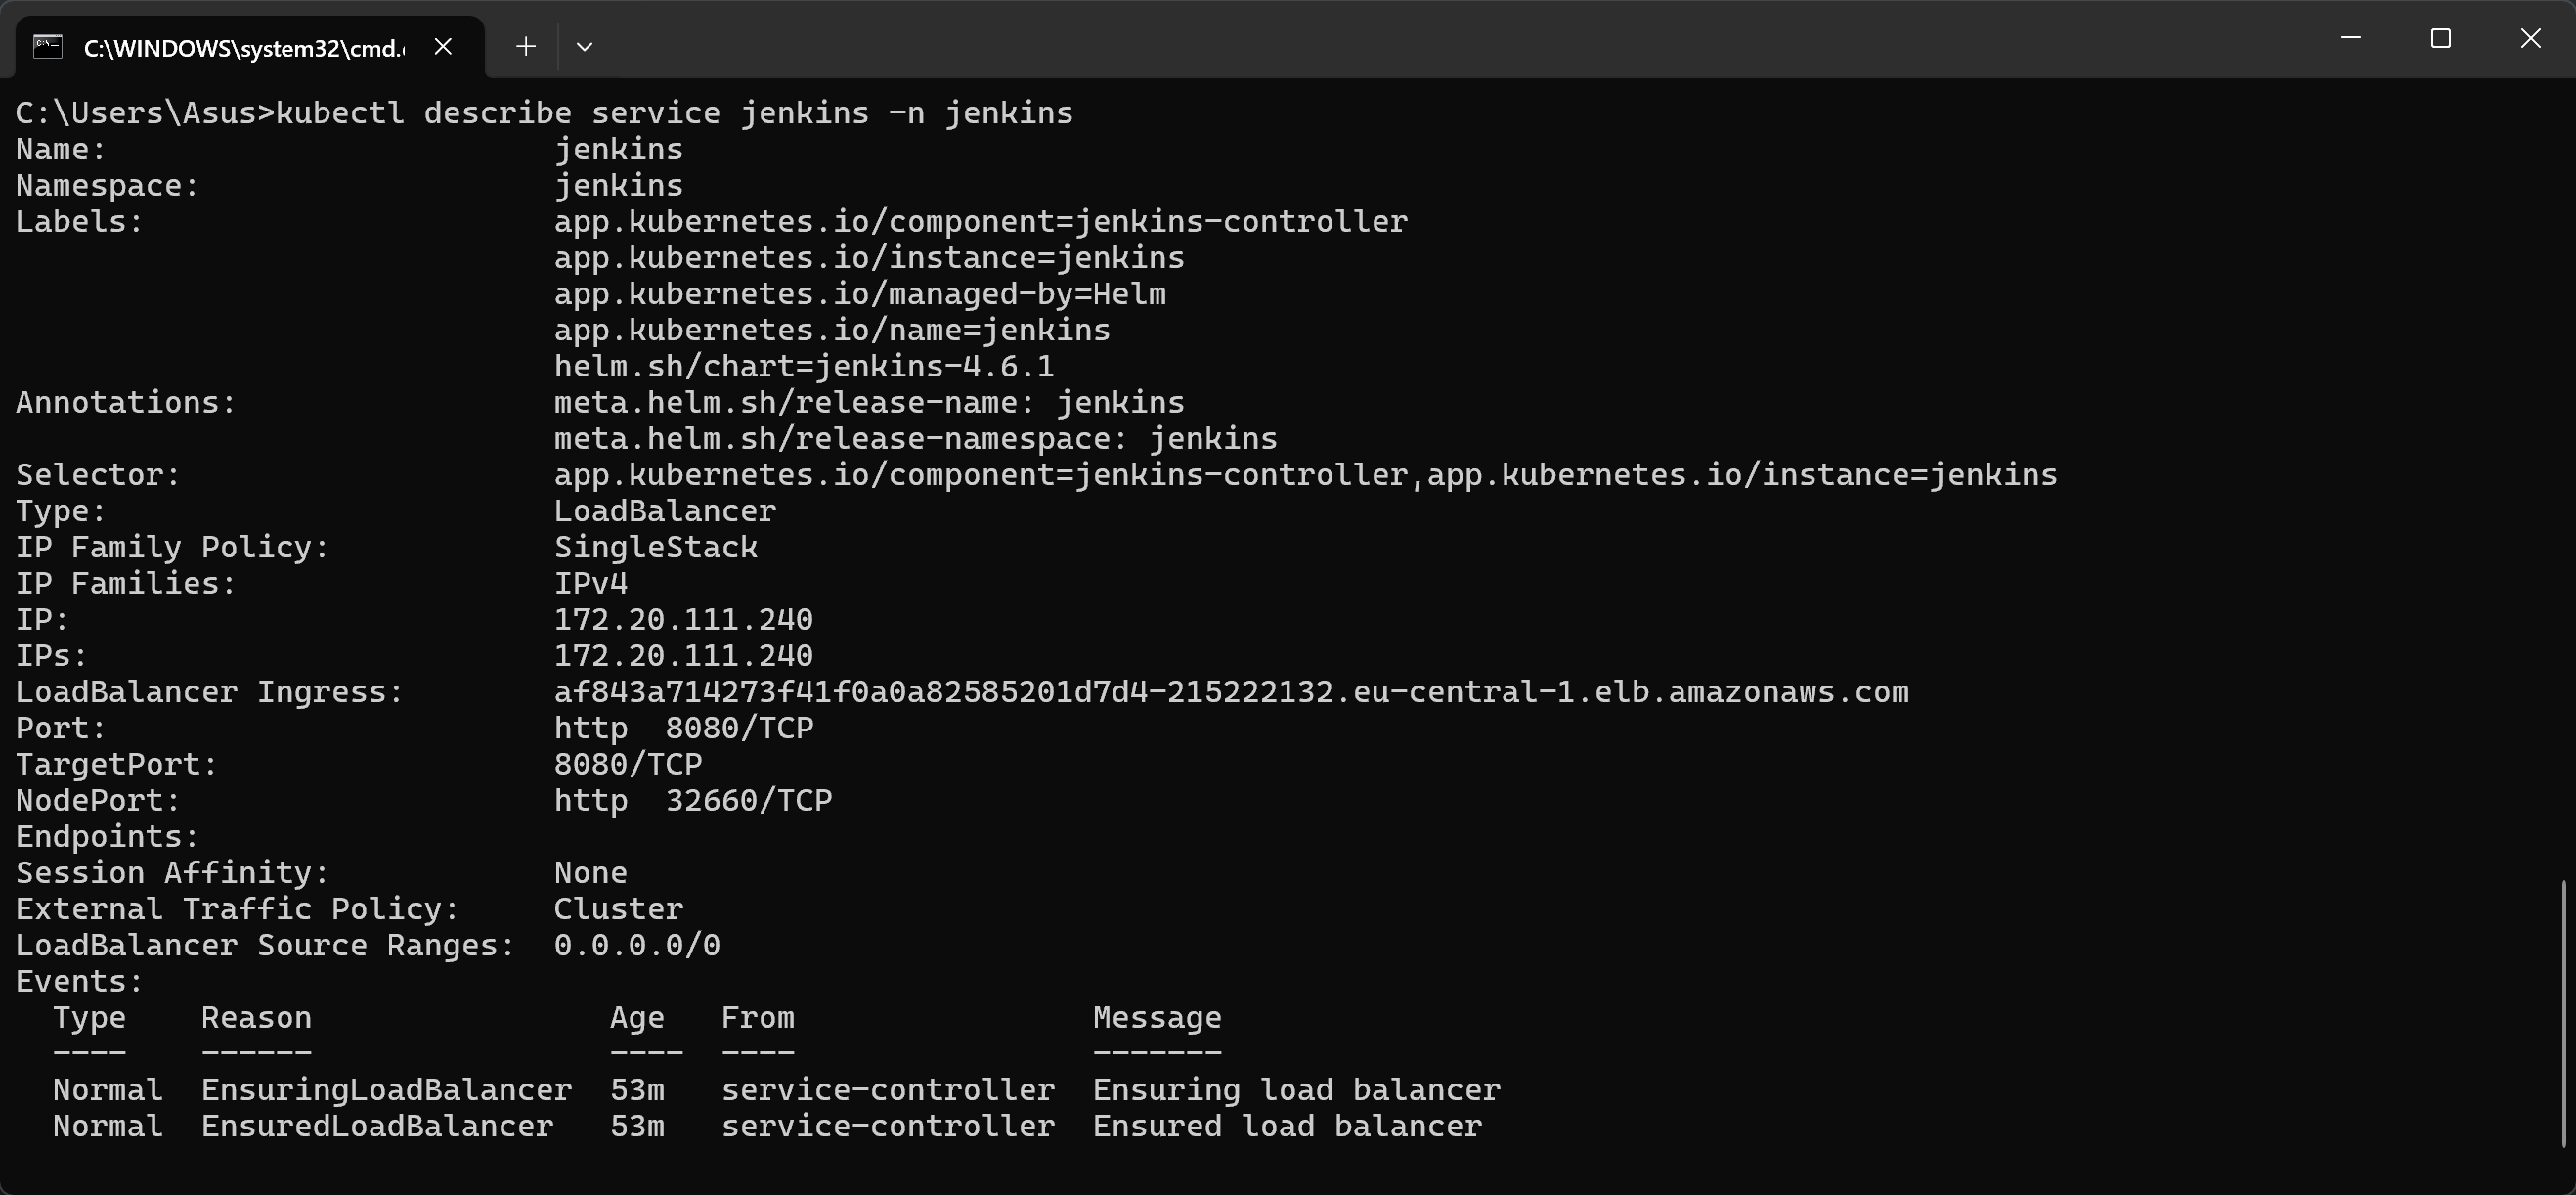 C:\WINDOWS\system32\cmd.
C:\Users\Asus>kubectl describe service jenkins -n jenkins
Name:                         jenkins
Namespace:                    jenkins
Labels:                       app.kubernetes.io/component=jenkins-controller
                              app.kubernetes.io/instance=jenkins
                              app.kubernetes.io/managed-by=Helm
                              app.kubernetes.io/name=jenkins
                              helm.sh/chart=jenkins-4.6.1
Annotations:                  meta.helm.sh/release-name: jenkins
                              meta.helm.sh/release-namespace: jenkins
Selector:                     app.kubernetes.io/component=jenkins-controller,app.kubernetes.io/instance=jenkins
Type:                         LoadBalancer
IP Family Policy:             SingleStack
IP Families:                  IPv4
IP:                           172.20.111.240
IPs:                          172.20.111.240
LoadBalancer Ingress:         af843a714273f41f0a0a82585201d7d4-215222132.eu-central-1.elb.amazonaws.com
Port:                         http  8080/TCP
TargetPort:                   8080/TCP
NodePort:                     http  32660/TCP
Endpoints:
Session Affinity:             None
External Traffic Policy:      Cluster
LoadBalancer Source Ranges:   0.0.0.0/0
Events:
  Type    Reason                Age   From                Message
  ----    ------                ----  ----                -------
  Normal  EnsuringLoadBalancer  53m   service-controller  Ensuring load balancer
  Normal  EnsuredLoadBalancer   53m   service-controller  Ensured load balancer